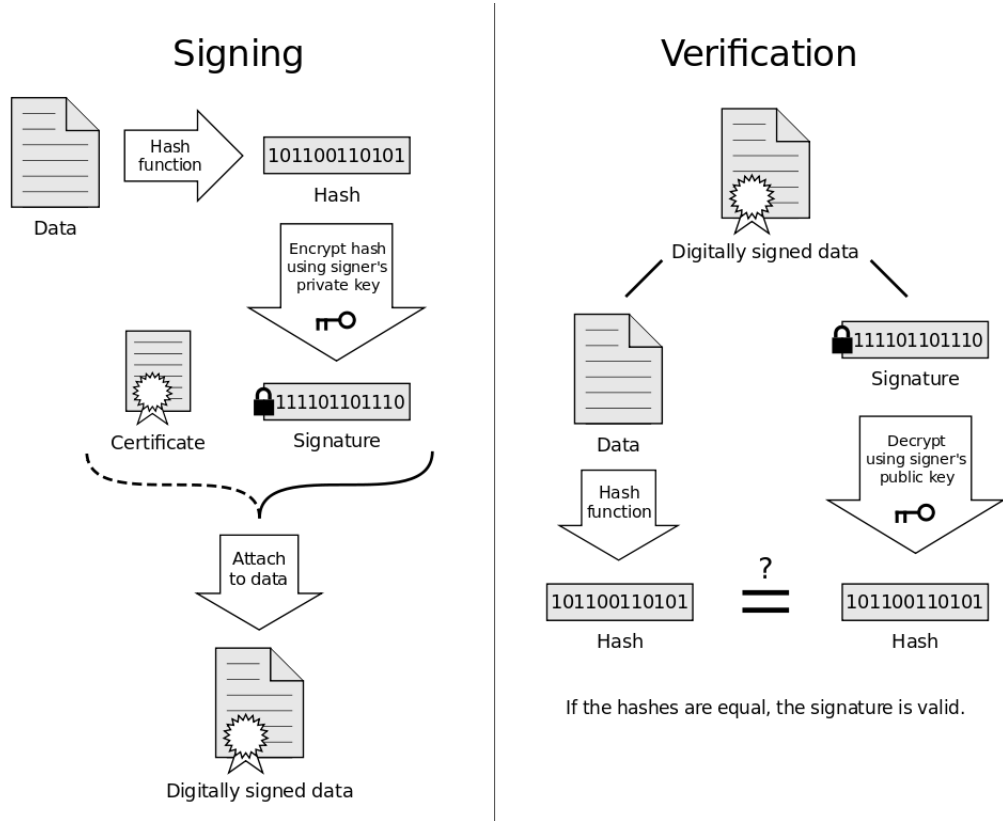 Signing
Data
Hash
function
101100110101
Hash
Encrypt hash
using signer's
private key
Certificate
111101101110
Signature
Attach
to data
Digitally signed data
Verification
Digitally signed data
Data
Hash
function
101100110101
Hash
111101101110
Signature
Decrypt
using signer's
public key
?
101100110101
Hash
If the hashes are equal, the signature is valid.